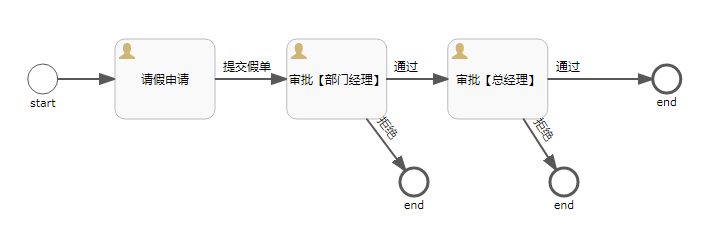 start
请假申请
提交假单
审批【部门经理】
通过
审批【总经理】
通过
end
拒绝
end
拒绝
end